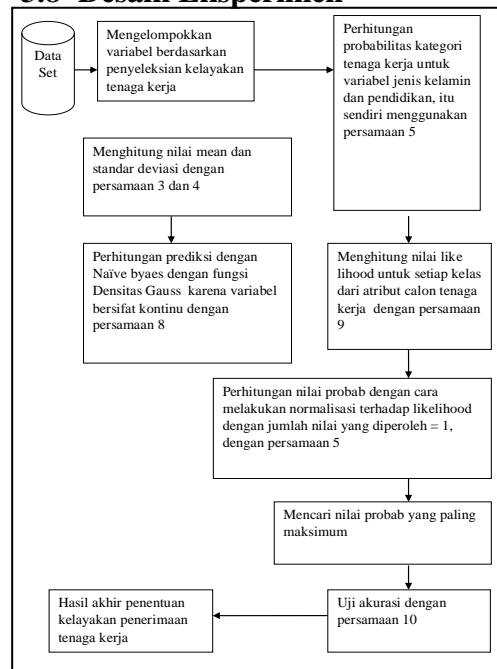 3.8 Desain Eksperimen
Data
Set
Mengelompokkan
variabel berdasarkan
penyeleksian kelayakan
tenaga kerja
Perhitungan
probabilitas kategori
tenaga kerja untuk
variabel jenis kelamin
dan pendidikan, itu
sendiri menggunakan
persamaan 5
Menghitung nilai mean dan
standar deviasi dengan
persamaan 3 dan 4
Perhitungan prediksi dengan
Naïve byaes dengan fungsi
Densitas Gauss karena variabel
bersifat kontinu dengan
persamaan 8
Menghitung nilai like
lihood untuk setiap kelas
dari atribut calon tenaga
kerja dengan persamaan
9
Perhitungan nilai probab dengan cara
melakukan normalisasi terhadap likelihood
dengan jumlah nilai yang diperoleh = 1,
dengan persamaan 5
Mencari nilai probab yang paling
maksimum
Hasil akhir penentuan
kelayakan penerimaan
tenaga kerja
Uji akurasi dengan
persamaan 10